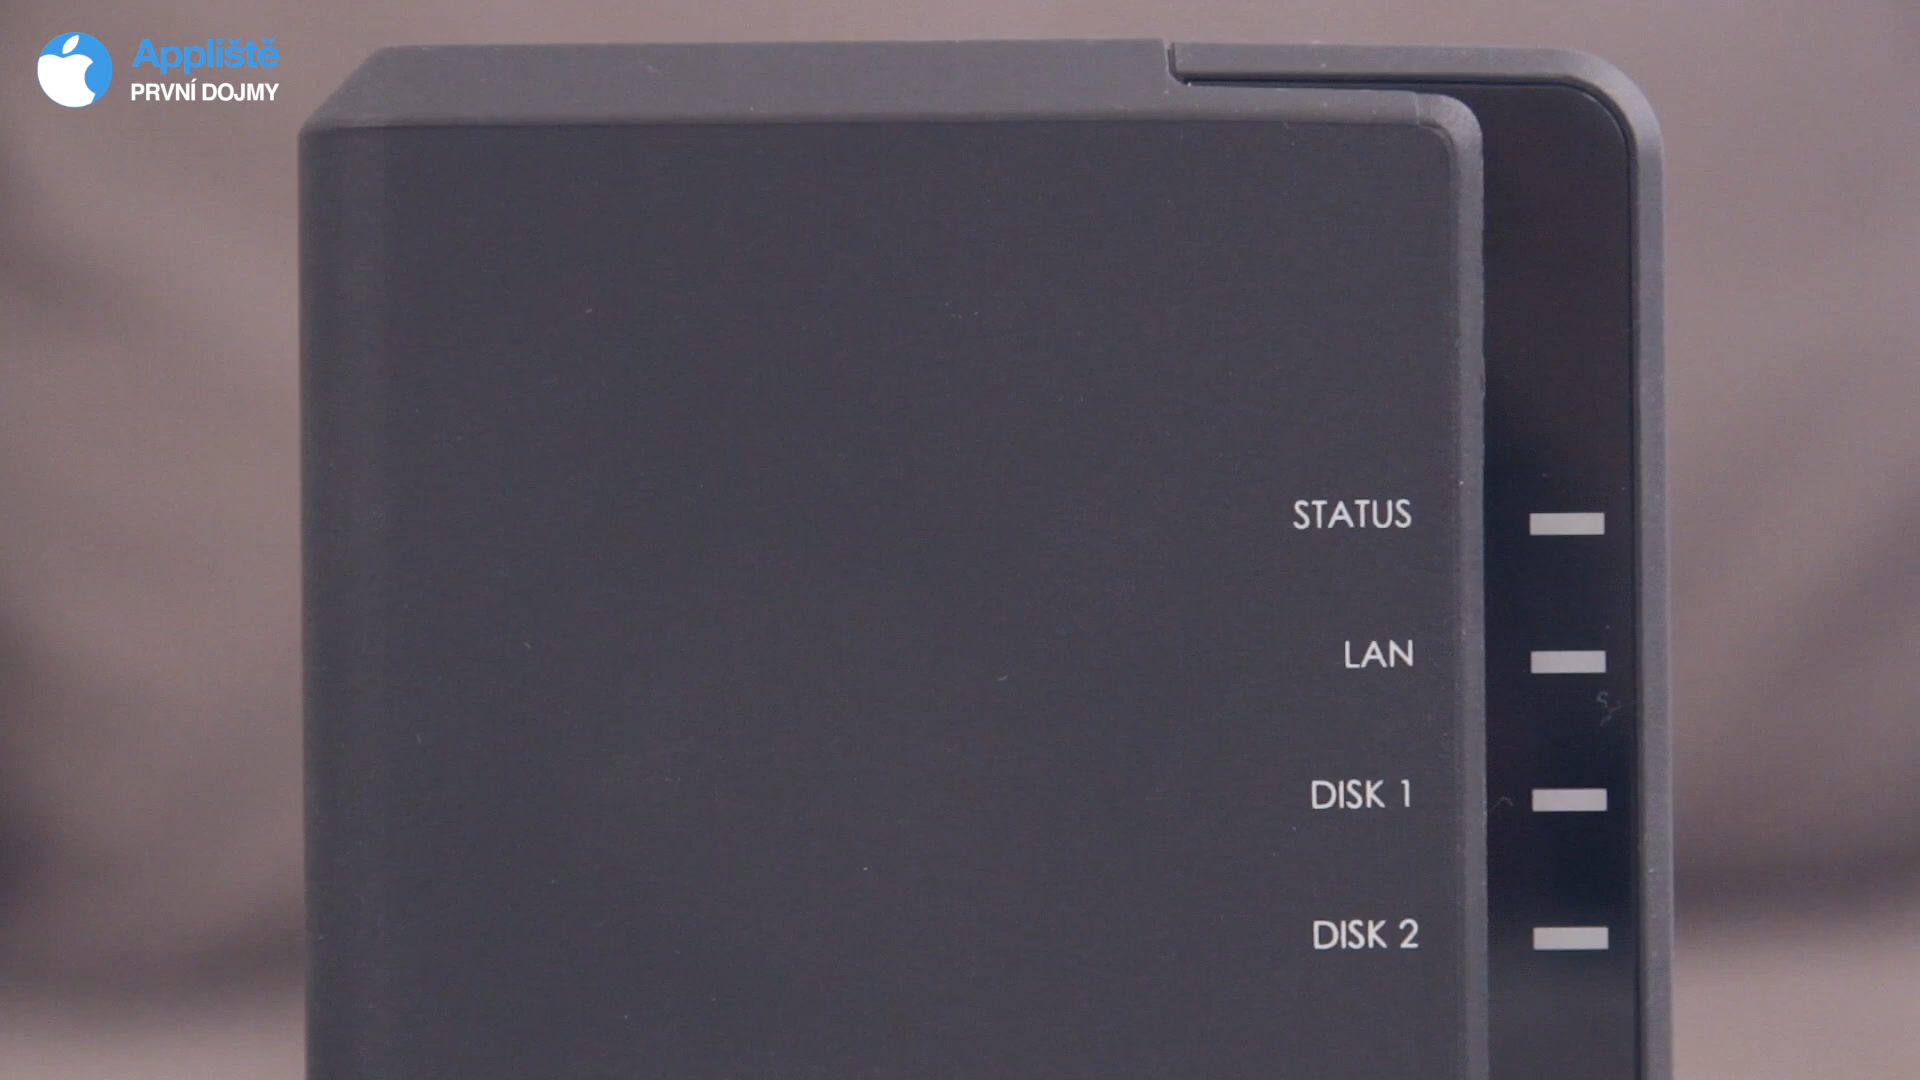 Appliště
PRVNÍ DOJMY
STATUS
LAN
DISK 1
DISK 2